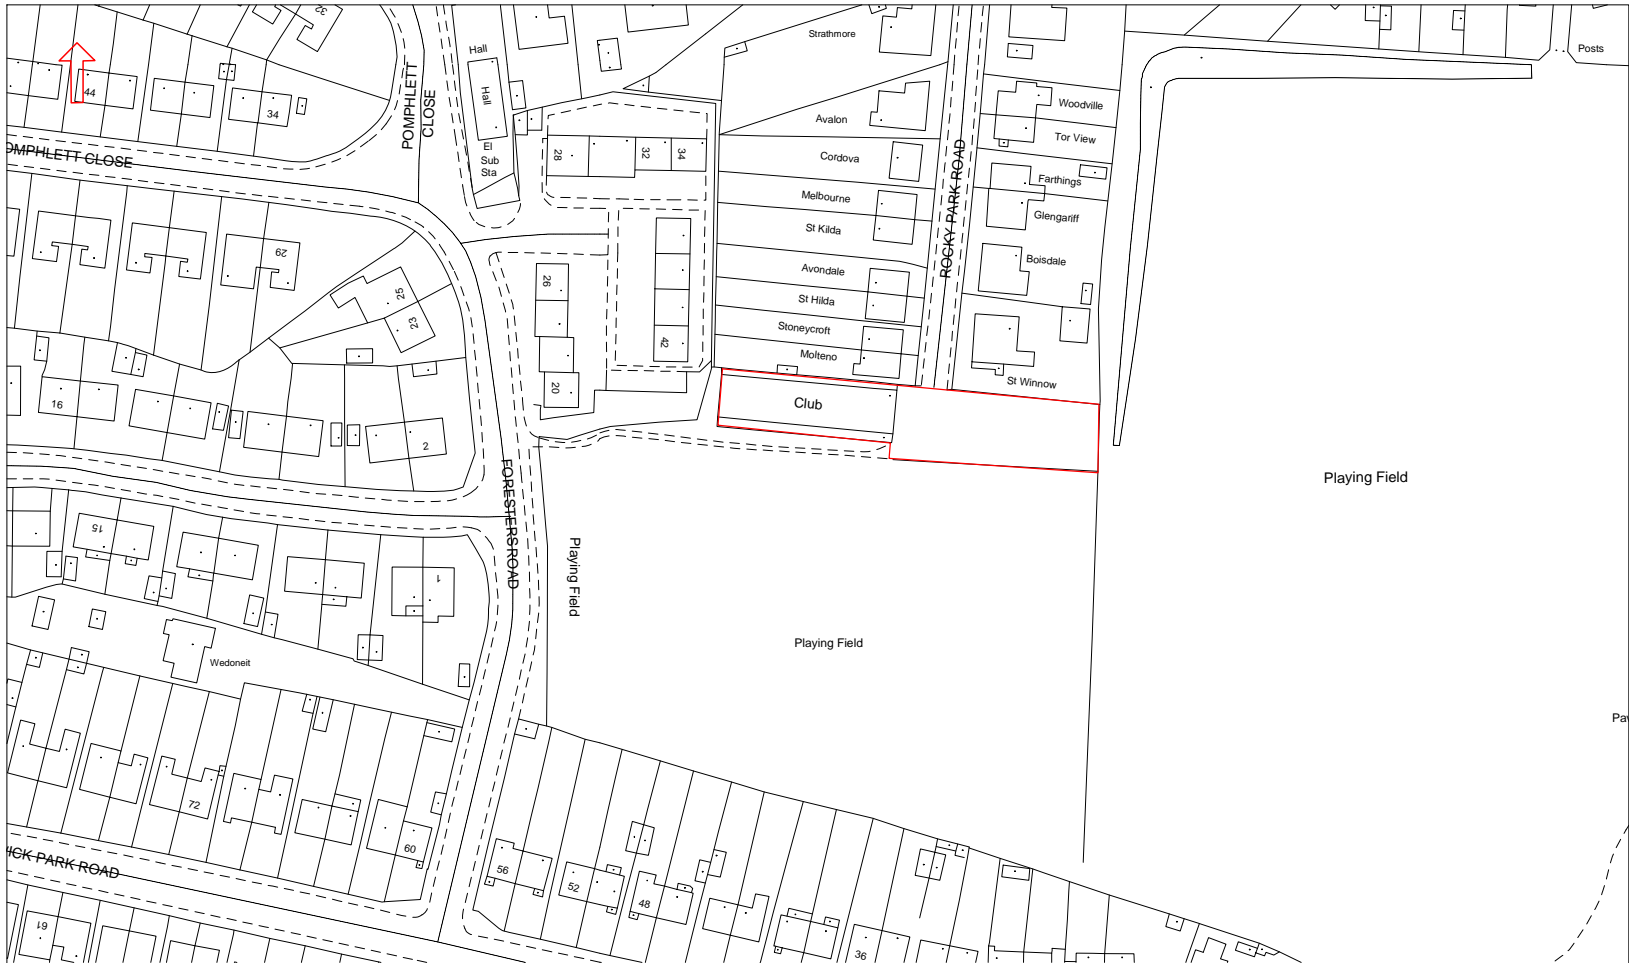 32
Hall
Strathmore
Posts
44
34
POMPHLETT
CLOSE
Hall
Woodville
Avalon
Tor View
OMPHLETT CLOSE
El
Sub
Sta
28
32
34
Cordova
ROCKY PARK ROAD
Farthings
Melbourne
Glengariff
St Kilda
29
Boisdale
Avondale
25
26
St Hilda
23
Stoneycroft
42
Molteno
St Winnow
20
16
Club
2
FORESTERS ROAD
Playing Field
15
Playing Field
1
Playing Field
Wedoneit
72
60
ICK PARK ROAD
56
52
48
61
36